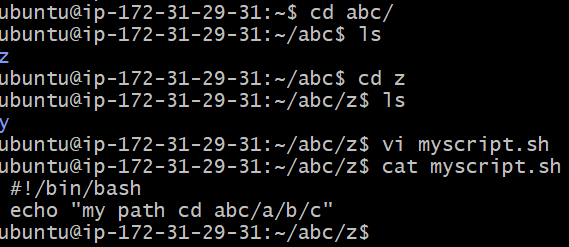 ubuntu@ip-172-31-29-31:~$ cd abc/
ubuntu@ip-172-31-29-31:~/abc$ ls
z
ubuntu@ip-172-31-29-31:~/abc$ cd z
ubuntu@ip-172-31-29-31:~/abc/z$ ls
y
ubuntu@ip-172-31-29-31:~/abc/z$ vi myscript.sh
ubuntu@ip-172-31-29-31:~/abc/z$ cat myscript.sh
#!/bin/bash
echo "my path cd abc/a/b/c"
ubuntu@ip-172-31-29-31:~/abc/z$